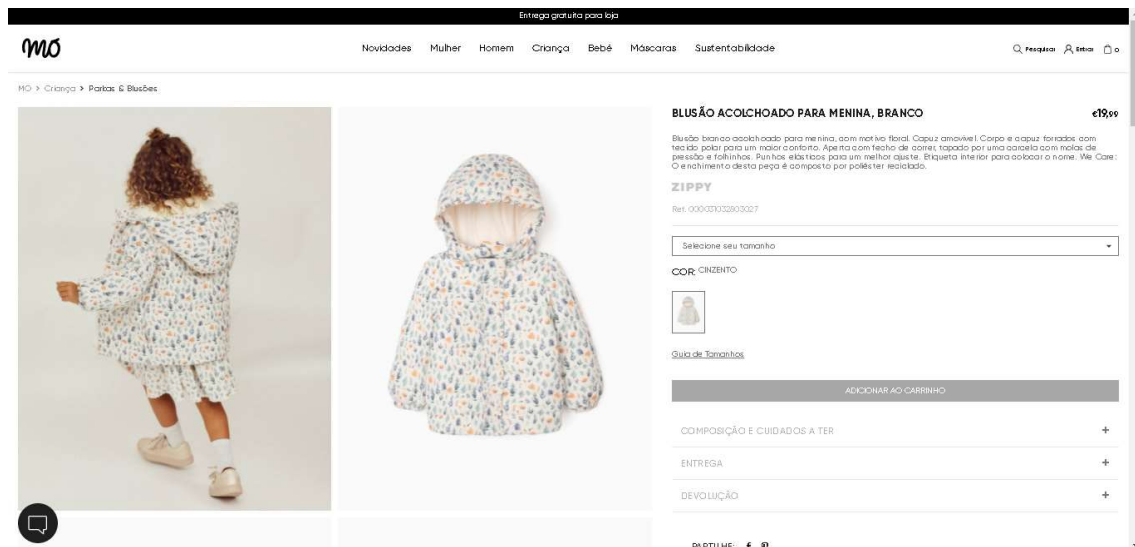 Entrega gratuita para loja
MO
Novidades Mulher Homem Criança Bebé Máscaras Sustentabilidade
Pesquisar Entrar 0
MO > Criança > Parkas & Blusões
BLUSÃO ACOLCHOADO PARA MENINA, BRANCO
€19,99
Blusão branco acolchoado para menina, com motivo floral. Capuz amovível. Corpo e capuz forrados com
tecido polar para um maior conforto. Aperta com fecho de correr, tapado por uma carcela com molas de
pressão e folhinhos. Punhos elásticos para um melhor ajuste. Etiqueta interior para colocar o nome. We Care:
O enchimento desta peça é composto por poliéster reciclado.
ZIPPY
Ref. 000031032603027
Selecione seu tamanho
COR: CINZENTO
Guia de Tamanhos
ADICIONAR AO CARRINHO
COMPOSIÇÃO E CUIDADOS A TER +
ENTREGA +
DEVOLUÇÃO +
PARTILHE: